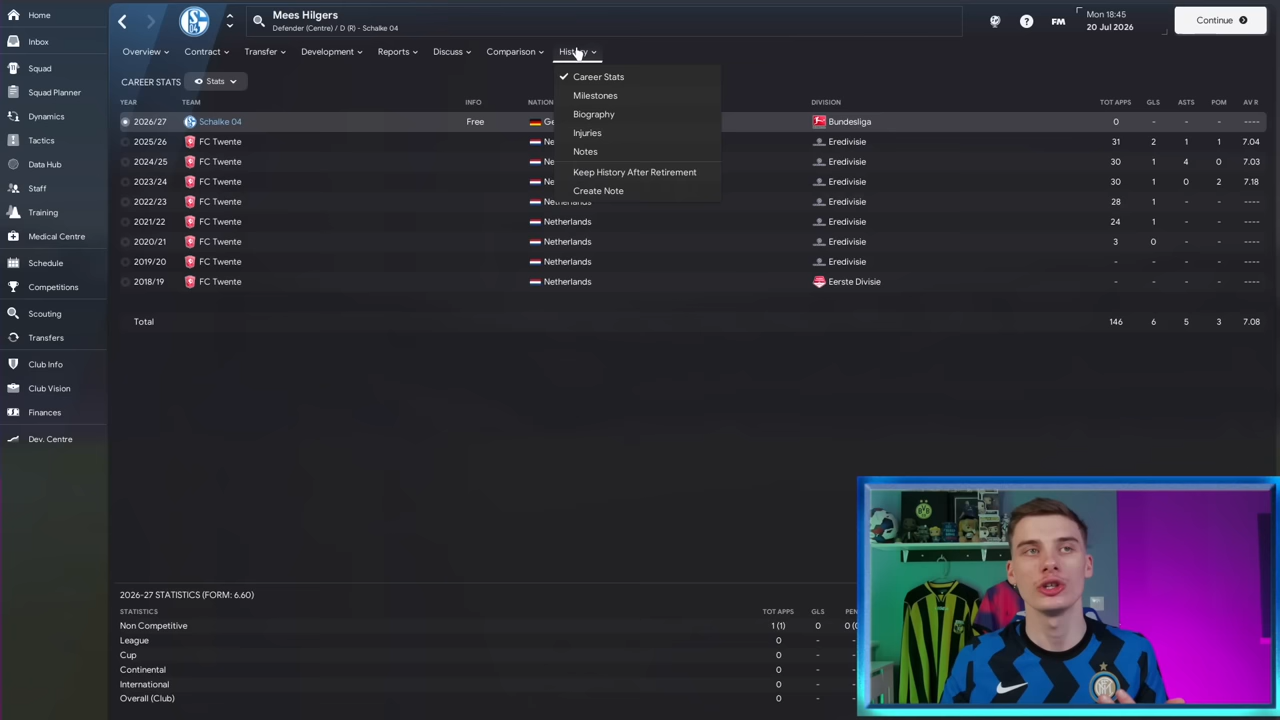 Home
Mees Hilgers
Defender (Centre) / D (R) - Schalke 04
FM
Mon 18:45
20 Jul 2026
Continue
Inbox
Squad
Squad Planner
Dynamics
Tactics
Data Hub
Staff
Training
Medical Centre
Schedule
Competitions
Scouting
Transfers
Club Info
Club Vision
Finances
Dev. Centre
Overview
Contract
Transfer
Development
Reports
Discuss
Comparison
History
Career Stats
Milestones
Biography
Injuries
Notes
Keep History After Retirement
Create Note
CAREER STATS
Stats
YEAR TEAM INFO NATION DIVISION TOT APPS GLS ASTS POM AV R
2026/27 Schalke 04 Free Ge Bundesliga 0 - - - ----
2025/26 FC Twente Ne Eredivisie 31 2 1 1 7.04
2024/25 FC Twente Ne Eredivisie 30 1 4 0 7.03
2023/24 FC Twente Ne Eredivisie 30 1 0 2 7.18
2022/23 FC Twente Netherlands Eredivisie 28 1 - - ----
2021/22 FC Twente Netherlands Eredivisie 24 1 - - ----
2020/21 FC Twente Netherlands Eredivisie 3 0 - - ----
2019/20 FC Twente Netherlands Eredivisie - - - - ----
2018/19 FC Twente Netherlands Eerste Divisie - - - - ----
Total 146 6 5 3 7.08
2026-27 STATISTICS (FORM: 6.60)
STATISTICS TOT APPS GLS PEN
Non Competitive 1 (1) 0 0 (0
League 0 - -
Cup 0 - -
Continental 0 - -
International 0 - -
Overall (Club) 0 - -